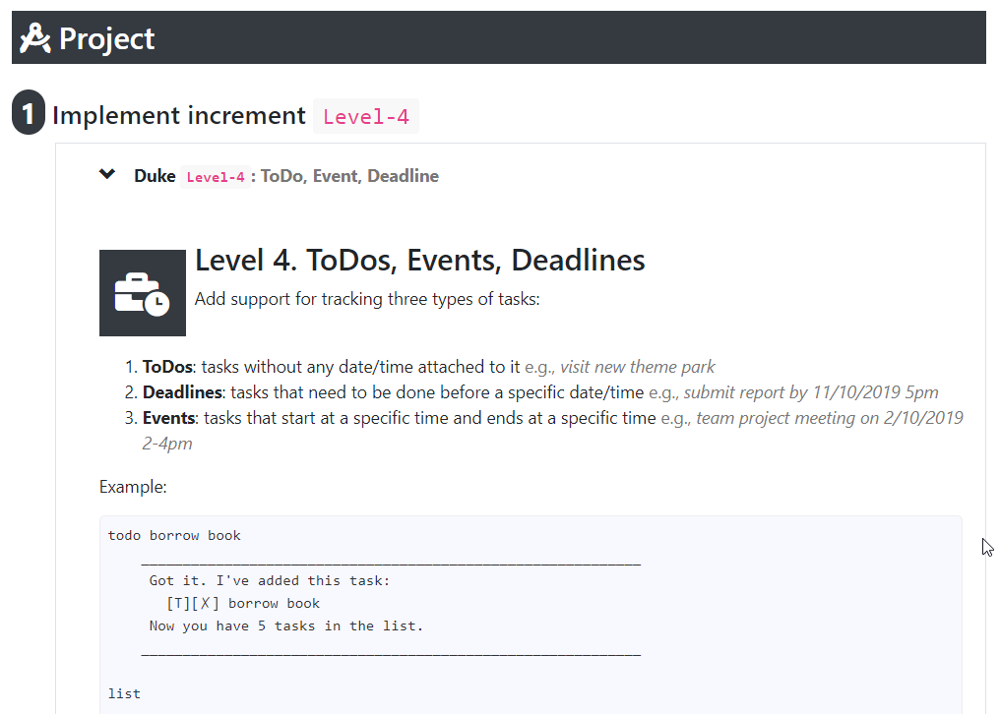 Project
1 Implement increment Level-4
Duke Level-4 : ToDo, Event, Deadline
Level 4. ToDos, Events, Deadlines
Add support for tracking three types of tasks:
1. ToDos: tasks without any date/time attached to it e.g., visit new theme park
2. Deadlines: tasks that need to be done before a specific date/time e.g., submit report by 11/10/2019 5pm
3. Events: tasks that start at a specific time and ends at a specific time e.g., team project meeting on 2/10/2019
2-4pm
Example:
todo borrow book
____________________________________________________________
Got it. I've added this task:
[T][✗] borrow book
Now you have 5 tasks in the list.
____________________________________________________________
list